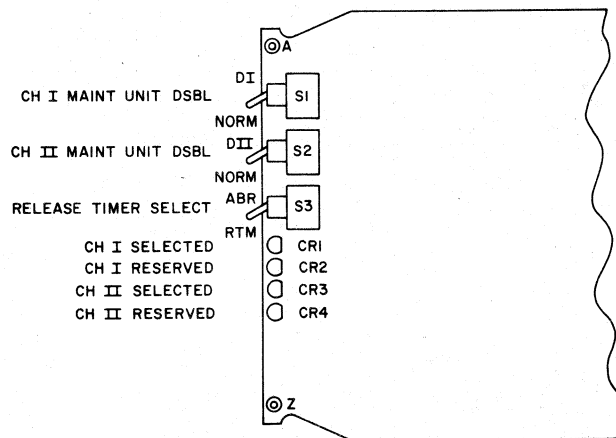 A
DI
CH I MAINT UNIT DSBL
S1
NORM
DII
CH II MAINT UNIT DSBL
S2
NORM
ABR
RELEASE TIMER SELECT
S3
RTM
CH I SELECTED CR1
CH I RESERVED CR2
CH II SELECTED CR3
CH II RESERVED CR4
Z